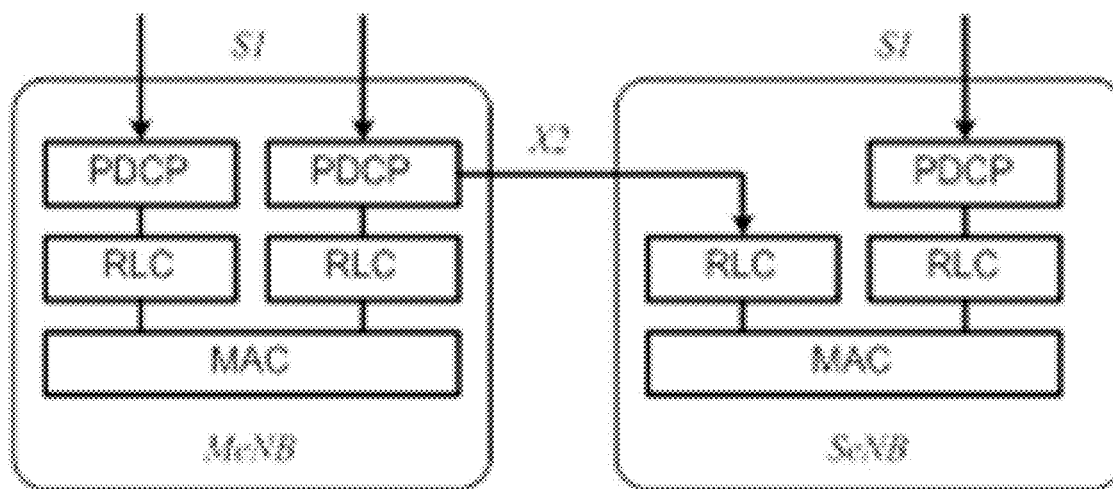 S1
S1
X2
PDCP
PDCP
PDCP
RLC
RLC
RLC
RLC
MAC
MAC
MeNB
SeNB